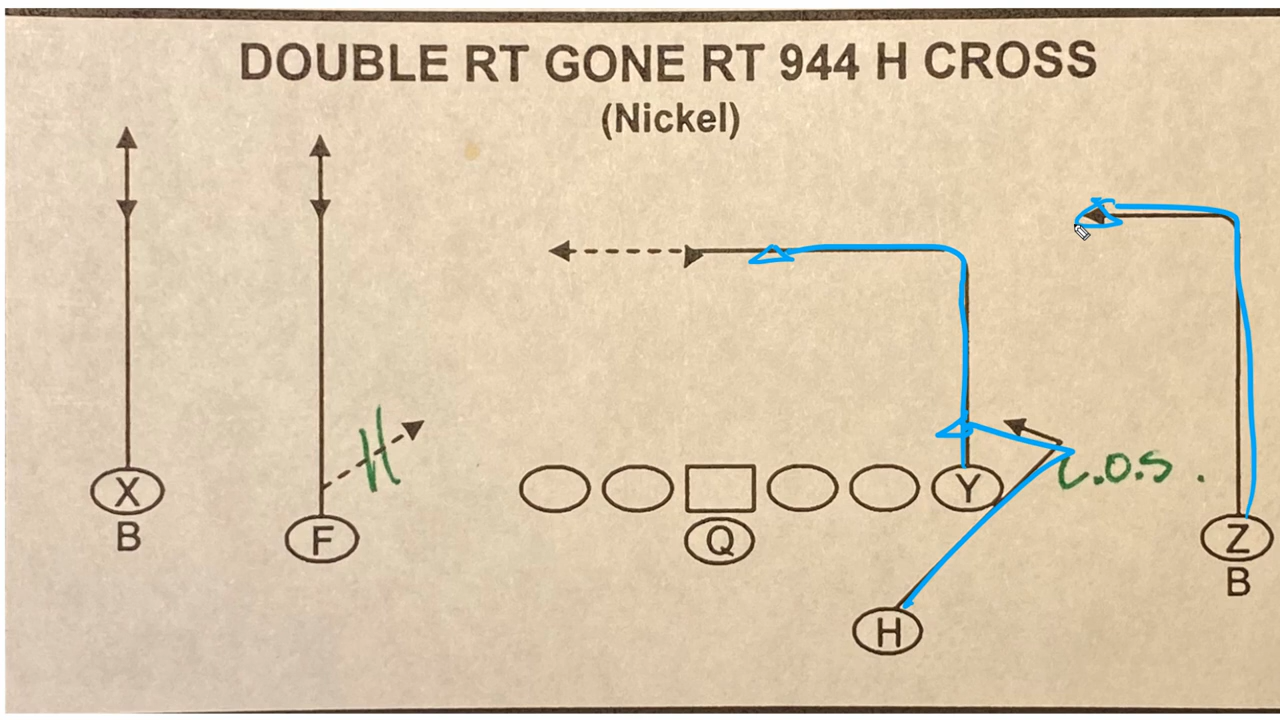 DOUBLE RT GONE RT 944 H CROSS
(Nickel)
H
X
B
F
Q
Y
L.O.S.
Z
B
H